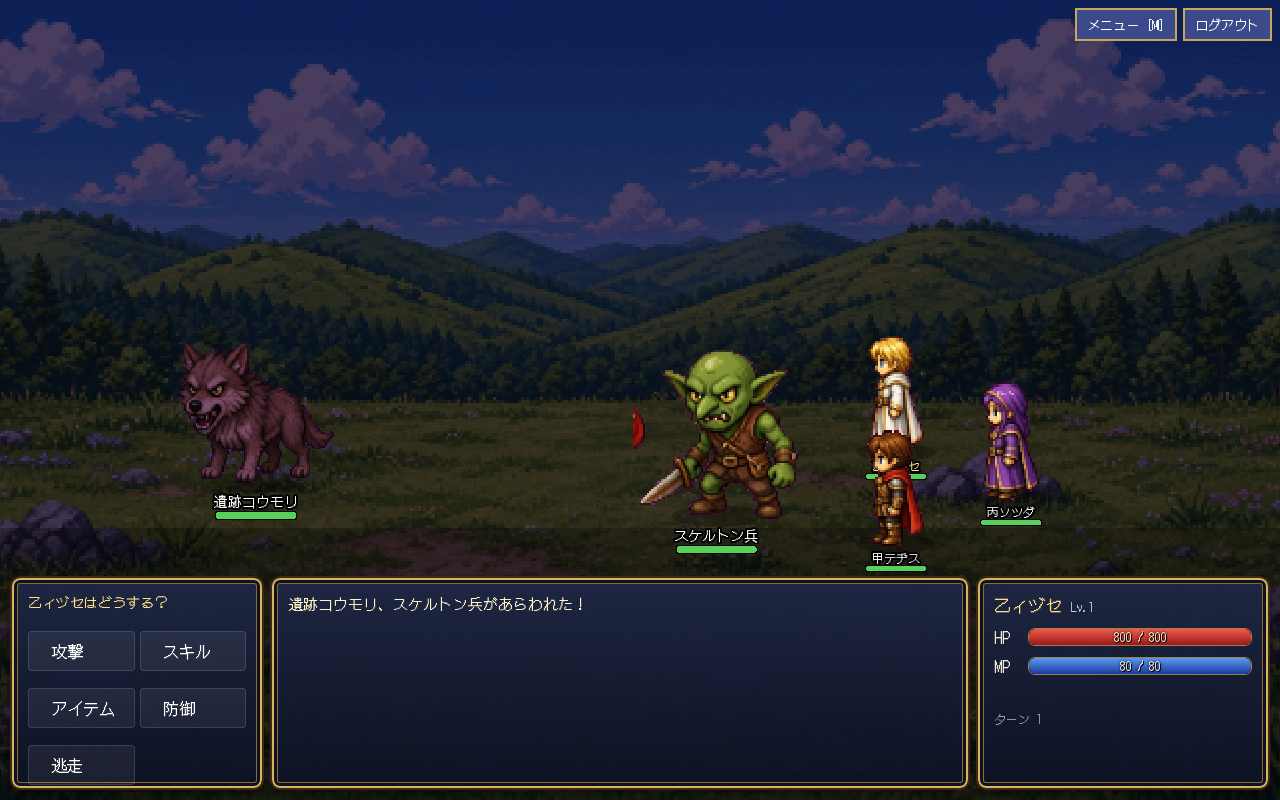 メニュー [M]
ログアウト
遺跡コウモリ
スケルトン兵
セ
丙ソツダ
甲テヂス
乙ィヅセはどうする?
攻撃
スキル
アイテム
防御
逃走
遺跡コウモリ、スケルトン兵があらわれた!
乙ィヅセ Lv.1
HP 800 / 800
MP 80 / 80
ターン 1